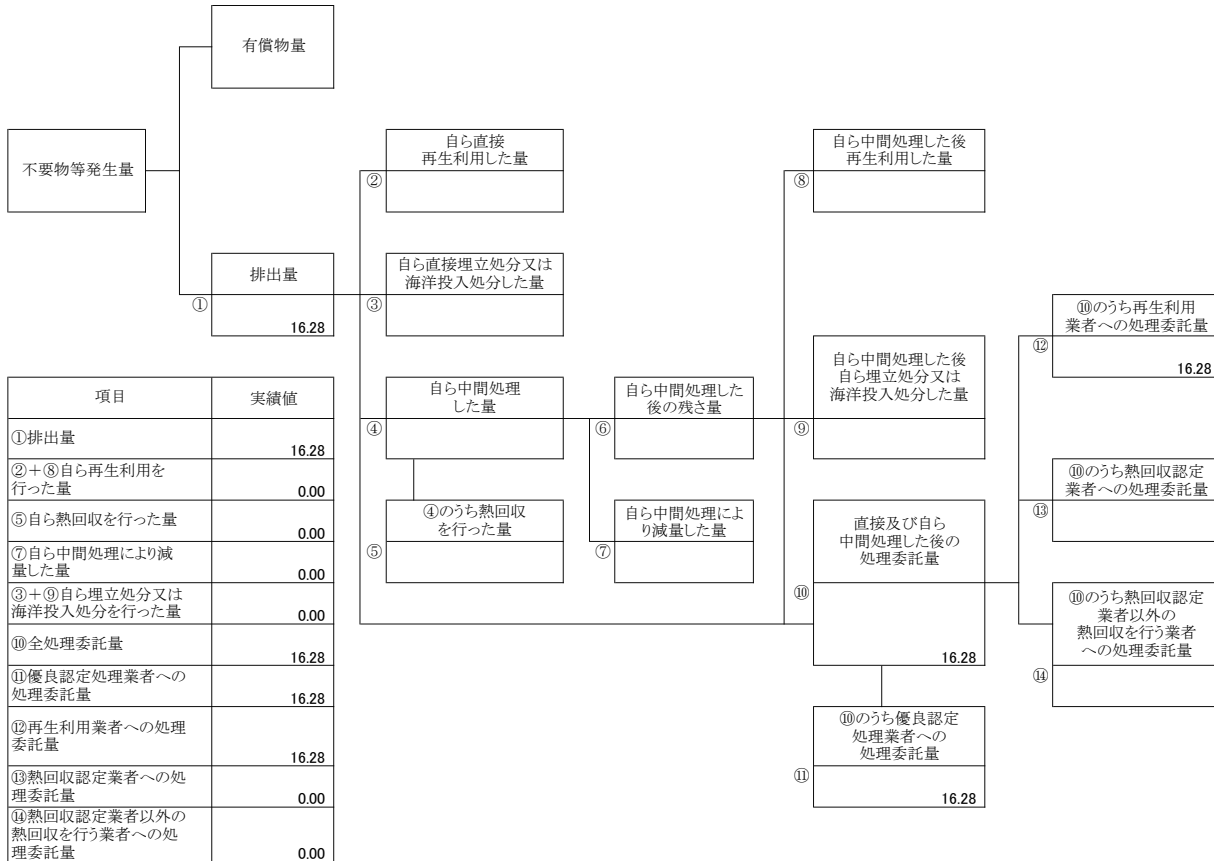 有償物量
不要物等発生量
自ら直接
再生利用した量
②
自ら中間処理した後
再生利用した量
⑧
排出量
①
16.28
自ら直接埋立処分又は
海洋投入処分した量
③
⑩のうち再生利用
業者への処理委託量
⑫
16.28
自ら中間処理
した量
④
自ら中間処理した
後の残さ量
⑥
自ら中間処理した後
自ら埋立処分又は
海洋投入処分した量
⑨
⑩のうち熱回収認定
業者への処理委託量
⑬
④のうち熱回収
を行った量
⑤
自ら中間処理によ
り減量した量
⑦
直接及び自ら
中間処理した後の
処理委託量
⑩
16.28
⑩のうち熱回収認定
業者以外の
熱回収を行う業者
への処理委託量
⑭
⑩のうち優良認定
処理業者への
処理委託量
⑪
16.28
項目 実績値
①排出量 16.28
②+⑧自ら再生利用を
行った量 0.00
⑤自ら熱回収を行った量 0.00
⑦自ら中間処理により減
量した量 0.00
③+⑨自ら埋立処分又は
海洋投入処分を行った量 0.00
⑩全処理委託量 16.28
⑪優良認定処理業者への
処理委託量 16.28
⑫再生利用業者への処理
委託量 16.28
⑬熱回収認定業者への処
理委託量 0.00
⑭熱回収認定業者以外の
熱回収を行う業者への処
理委託量 0.00